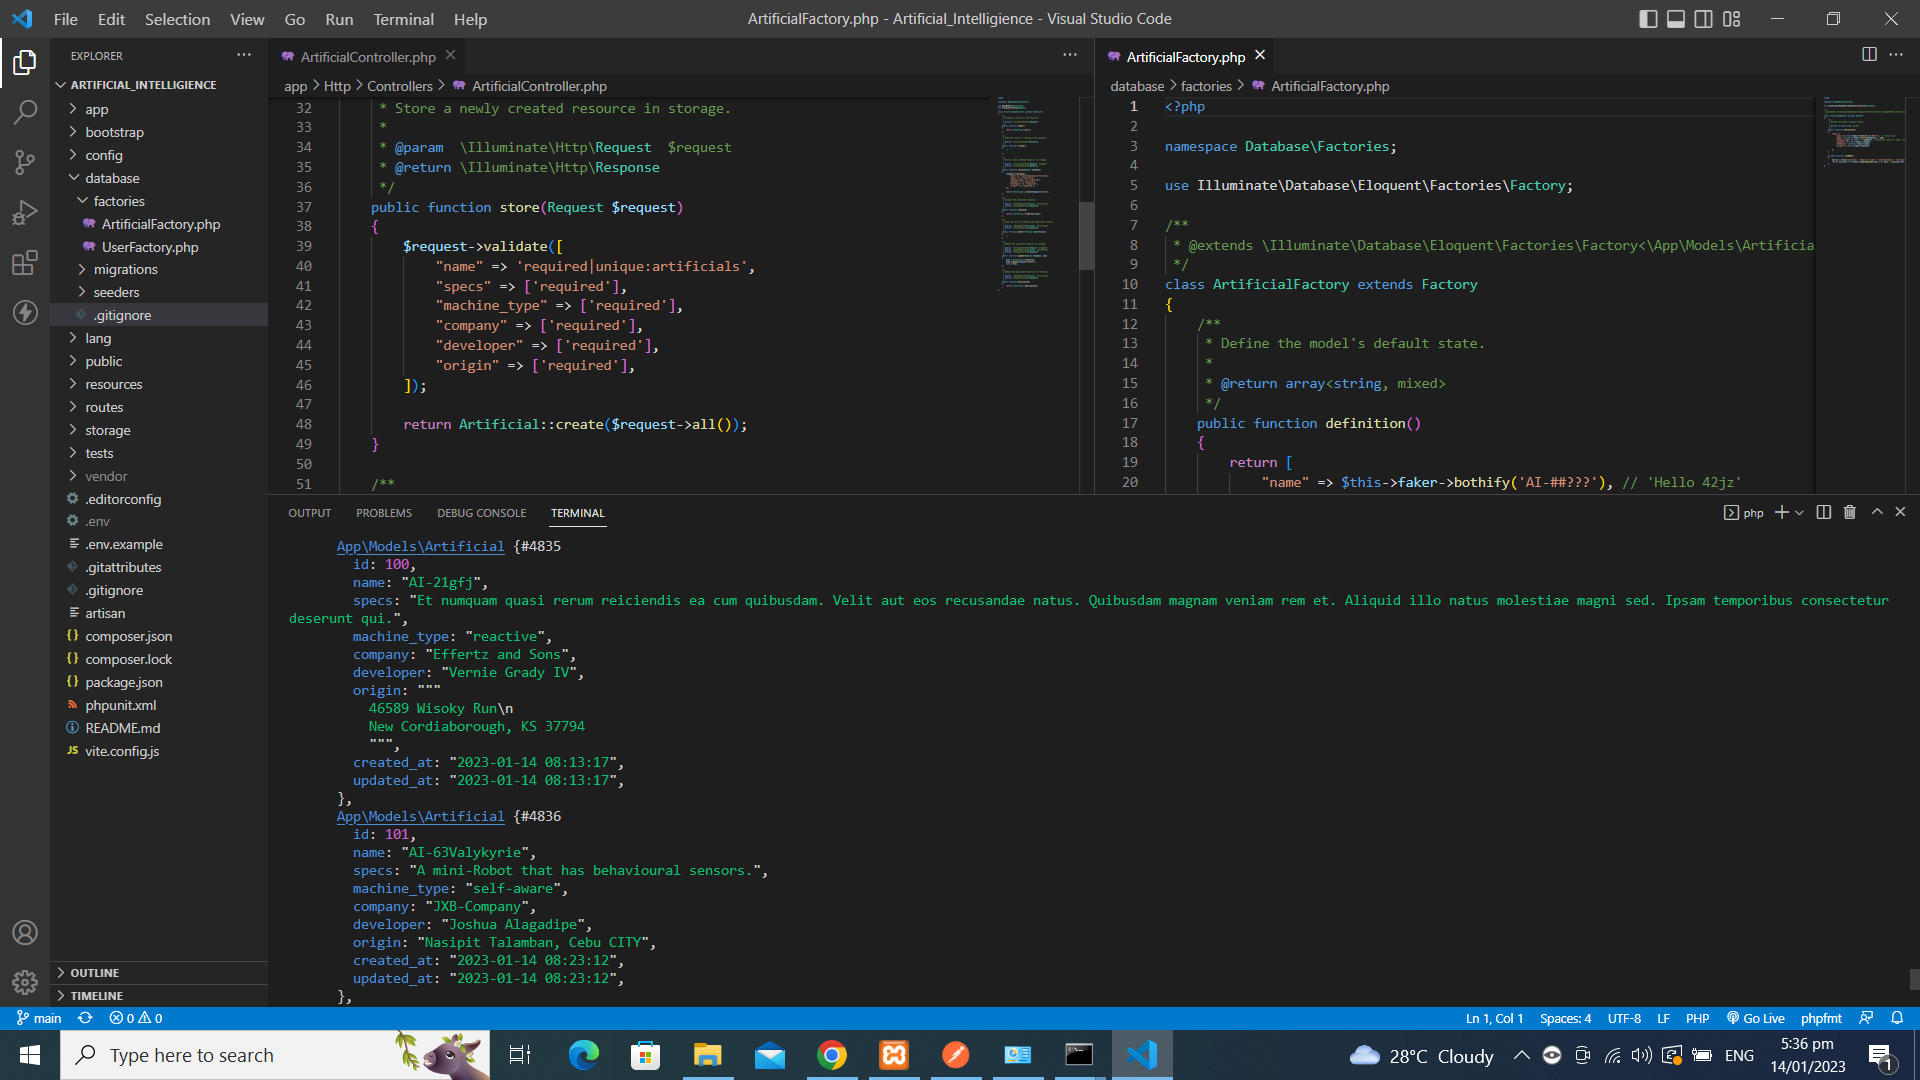 File Edit Selection View Go Run Terminal Help
ArtificialFactory.php - Artificial_Intelligience - Visual Studio Code
EXPLORER
ARTIFICIAL_INTELLIGIENCE
app
bootstrap
config
database
factories
ArtificialFactory.php
UserFactory.php
migrations
seeders
.gitignore
lang
public
resources
routes
storage
tests
vendor
.editorconfig
.env
.env.example
.gitattributes
.gitignore
artisan
composer.json
composer.lock
package.json
phpunit.xml
README.md
vite.config.js
OUTLINE
TIMELINE
ArtificialController.php
app > Http > Controllers > ArtificialController.php
32 * Store a newly created resource in storage.
33 *
34 * @param \Illuminate\Http\Request $request
35 * @return \Illuminate\Http\Response
36 */
37 public function store(Request $request)
38 {
39 $request->validate([
40 "name" => 'required|unique:artificials',
41 "specs" => ['required'],
42 "machine_type" => ['required'],
43 "company" => ['required'],
44 "developer" => ['required'],
45 "origin" => ['required'],
46 ]);
47
48 return Artificial::create($request->all());
49 }
50
51 /**
ArtificialFactory.php
database > factories > ArtificialFactory.php
1 <?php
2
3 namespace Database\Factories;
4
5 use Illuminate\Database\Eloquent\Factories\Factory;
6
7 /**
8 * @extends \Illuminate\Database\Eloquent\Factories\Factory<\App\Models\Artificia
9 */
10 class ArtificialFactory extends Factory
11 {
12 /**
13 * Define the model's default state.
14 *
15 * @return array<string, mixed>
16 */
17 public function definition()
18 {
19 return [
20 "name" => $this->faker->bothify('AI-##???'), // 'Hello 42jz'
OUTPUT PROBLEMS DEBUG CONSOLE TERMINAL
php
App\Models\Artificial {#4835
id: 100,
name: "AI-21gfj",
specs: "Et numquam quasi rerum reiciendis ea cum quibusdam. Velit aut eos recusandae natus. Quibusdam magnam veniam rem et. Aliquid illo natus molestiae magni sed. Ipsam temporibus consectetur
deserunt qui.",
machine_type: "reactive",
company: "Effertz and Sons",
developer: "Vernie Grady IV",
origin: """
46589 Wisoky Run\n
New Cordiaborough, KS 37794
""",
created_at: "2023-01-14 08:13:17",
updated_at: "2023-01-14 08:13:17",
},
App\Models\Artificial {#4836
id: 101,
name: "AI-63Valykyrie",
specs: "A mini-Robot that has behavioural sensors.",
machine_type: "self-aware",
company: "JXB-Company",
developer: "Joshua Alagadipe",
origin: "Nasipit Talamban, Cebu CITY",
created_at: "2023-01-14 08:23:12",
updated_at: "2023-01-14 08:23:12",
},
main 0 0
Ln 1, Col 1 Spaces: 4 UTF-8 LF PHP Go Live phpfmt
Type here to search
28°C Cloudy
ENG
5:36 pm
14/01/2023
1